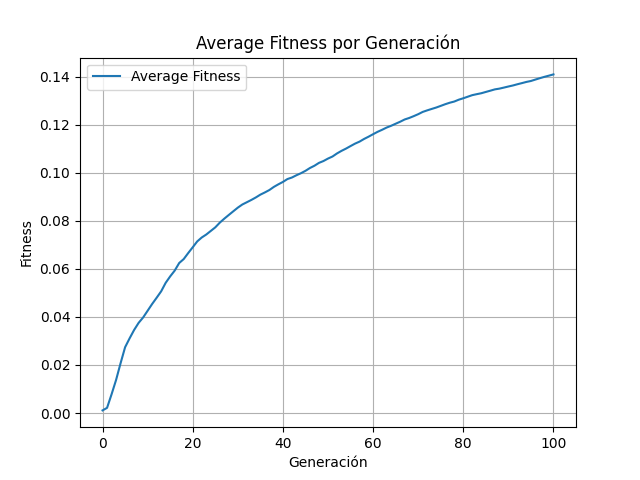 Average Fitness por Generación
Average Fitness
0.14
0.12
0.10
0.08
0.06
0.04
0.02
0.00
Fitness
0 20 40 60 80 100
Generación